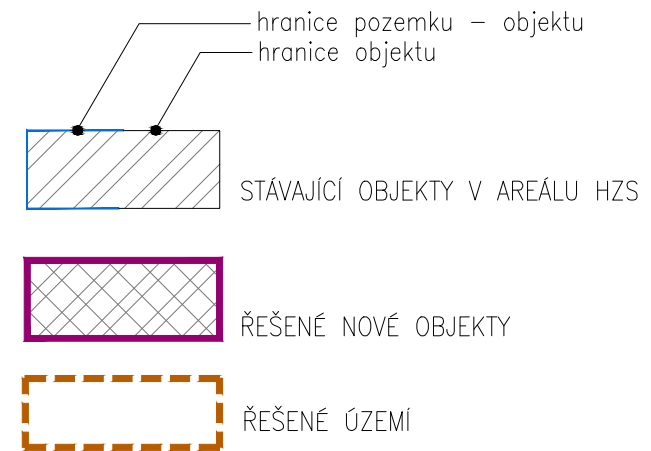 hranice pozemku – objektu
hranice objektu
STÁVAJÍCÍ OBJEKTY V AREÁLU HZS
ŘEŠENÉ NOVÉ OBJEKTY
ŘEŠENÉ ÚZEMÍ